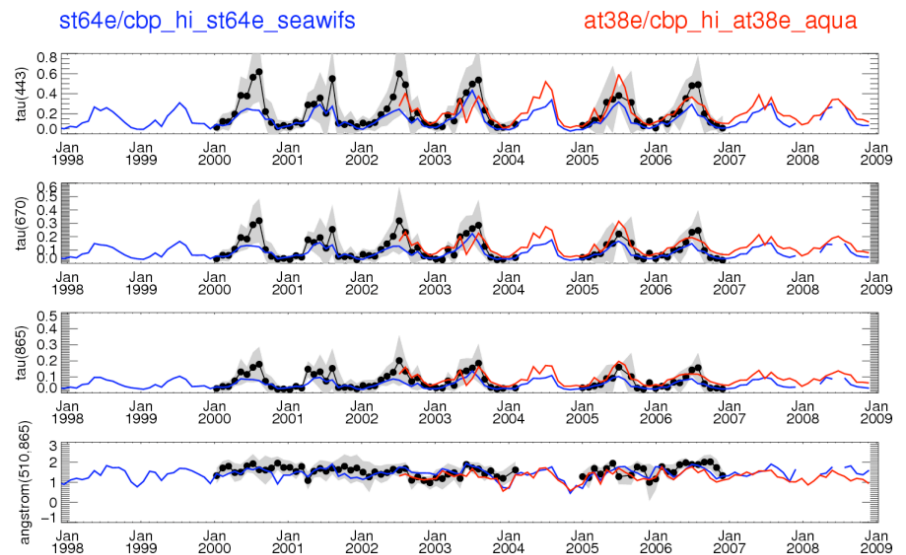 st64e/cbp_hi_st64e_seawifs at38e/cbp_hi_at38e_aqua
tau(443)
0.8
0.6
0.4
0.2
0.0
Jan Jan Jan Jan Jan Jan Jan Jan Jan Jan Jan Jan
1998 1999 2000 2001 2002 2003 2004 2005 2006 2007 2008 2009
tau(670)
0.6
0.5
0.4
0.3
0.2
0.1
0.0
Jan Jan Jan Jan Jan Jan Jan Jan Jan Jan Jan Jan
1998 1999 2000 2001 2002 2003 2004 2005 2006 2007 2008 2009
tau(865)
0.5
0.4
0.3
0.2
0.1
0.0
Jan Jan Jan Jan Jan Jan Jan Jan Jan Jan Jan Jan
1998 1999 2000 2001 2002 2003 2004 2005 2006 2007 2008 2009
angstrom(510,865)
3
2
1
0
−1
Jan Jan Jan Jan Jan Jan Jan Jan Jan Jan Jan Jan
1998 1999 2000 2001 2002 2003 2004 2005 2006 2007 2008 2009